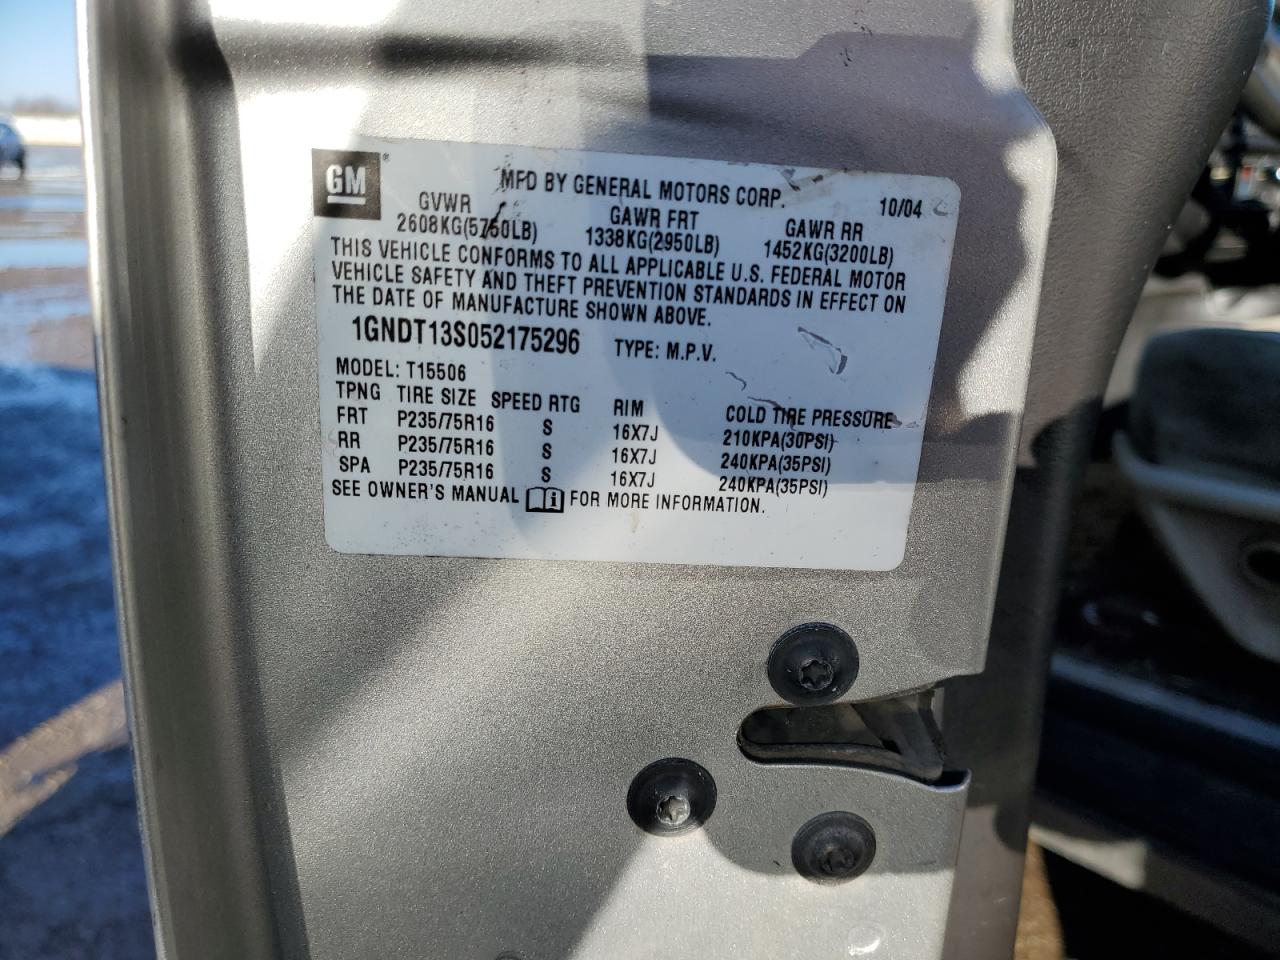 GM ®
MFD BY GENERAL MOTORS CORP. 10/04
GVWR GAWR FRT GAWR RR
2608KG(5750LB) 1338KG(2950LB) 1452KG(3200LB)
THIS VEHICLE CONFORMS TO ALL APPLICABLE U.S. FEDERAL MOTOR
VEHICLE SAFETY AND THEFT PREVENTION STANDARDS IN EFFECT ON
THE DATE OF MANUFACTURE SHOWN ABOVE.
1GNDT13S052175296 TYPE: M.P.V.
MODEL: T15506
TPNG TIRE SIZE SPEED RTG RIM COLD TIRE PRESSURE
FRT P235/75R16 S 16X7J 210KPA(30PSI)
RR P235/75R16 S 16X7J 240KPA(35PSI)
SPA P235/75R16 S 16X7J 240KPA(35PSI)
SEE OWNER'S MANUAL i FOR MORE INFORMATION.